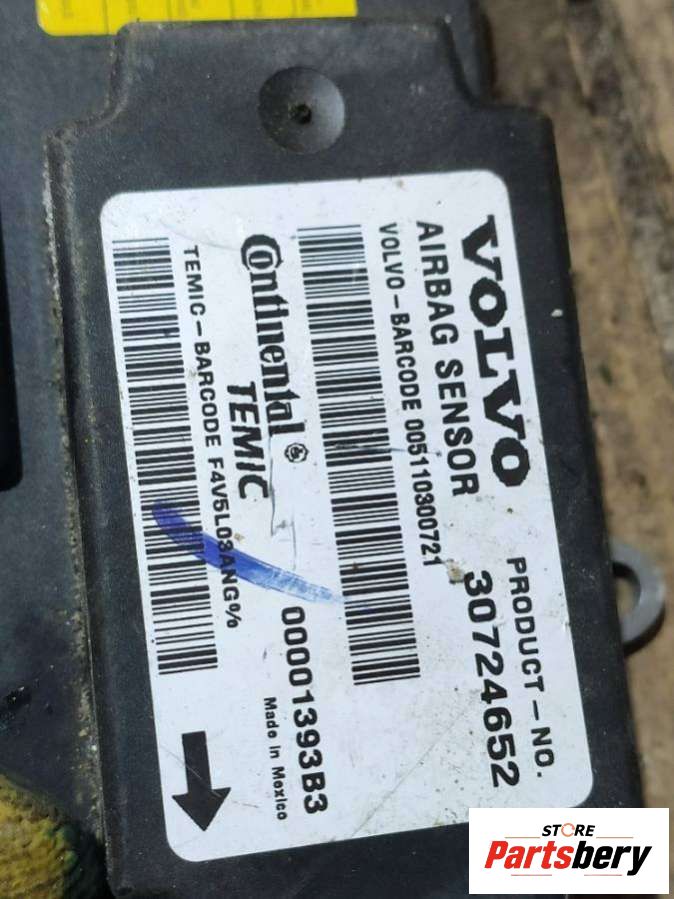 VOLVO
PRODUCT-NO.
AIRBAG SENSOR 30724652
VOLVO-BARCODE 005110300721
Continental
TEMIC 00001393B3
Made in Mexico
TEMIC-BARCODE F4V5L03ANG%
STORE
Partsbery